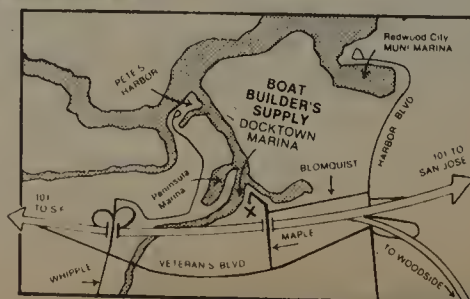 Redwood City
MUNI MARINA
PETE'S
HARBOR
BOAT
BUILDER'S
SUPPLY
DOCKTOWN
MARINA
HARBOR BLVD
BLOMQUIST
101 TO
SAN JOSE
Peninsula
Marina
101
TO S.F.
X
MAPLE
VETERAN'S BLVD
WHIPPLE
TO WOODSIDE